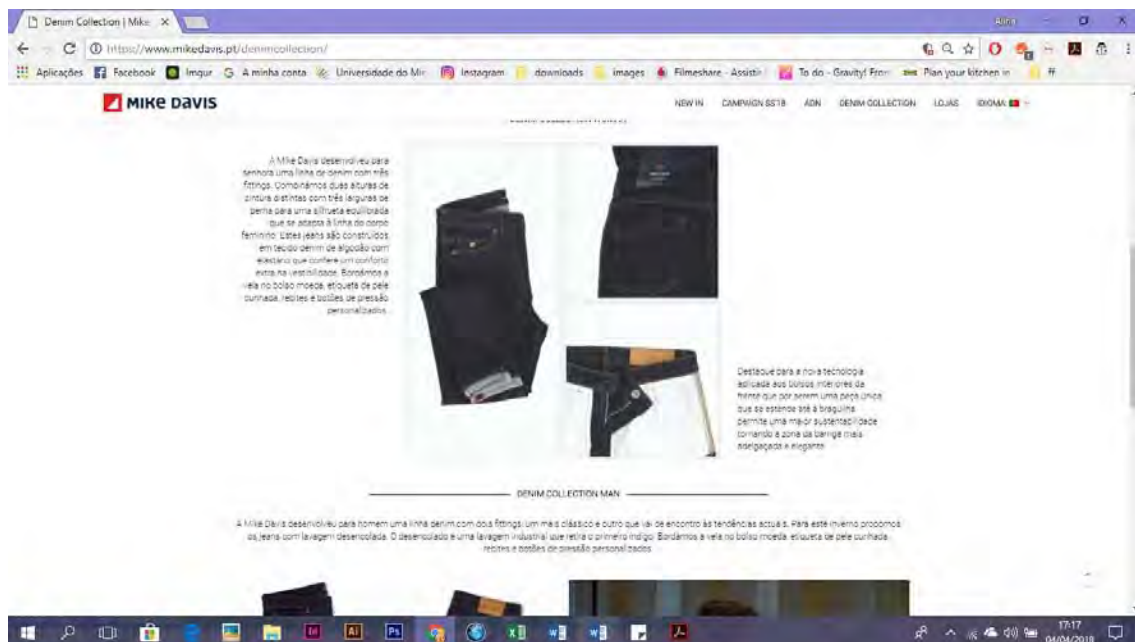 Denim Collection | Mike
https://www.mikedavis.pt/denimcollection/
Aplicações Facebook Imgur A minha conta Universidade do Min Instagram downloads images Filmeshare - Assistir To do - Gravity! Fron Plan your kitchen in ff
MIKE DAVIS
NEW IN CAMPAIGN SS18 ADN DENIM COLLECTION LOJAS IDIOMA:
A Mike Davis desenvolveu para
senhora uma linha de denim com três
fittings. Combinámos duas alturas de
cintura distintas com três larguras de
perna para uma silhueta equilibrada
que se adapta à linha do corpo
feminino. Estes jeans são construídos
em tecido denim de algodão com
elastano que confere um conforto
extra na vestibilidade. Bordámos a
vela no bolso moeda, etiqueta de pele
cunhada, rebites e botões de pressão
personalizados.
Destaque para a nova tecnologia
aplicada aos bolsos interiores da
frente que por serem uma peça única
que se estende até à braguilha
permite uma maior sustentabilidade
tornando a zona da barriga mais
adelgaçada e elegante.
DENIM COLLECTION MAN
A Mike Davis desenvolveu para homem uma linha denim com dois fittings, um mais clássico e outro que vai de encontro às tendências actuais. Para este inverno propomos
os jeans com lavagem desencolada. O desencolado é uma lavagem industrial que retira o primeiro índigo. Bordámos a vela no bolso moeda, etiqueta de pele cunhada,
rebites e botões de pressão personalizados.
17:17
04/04/2018